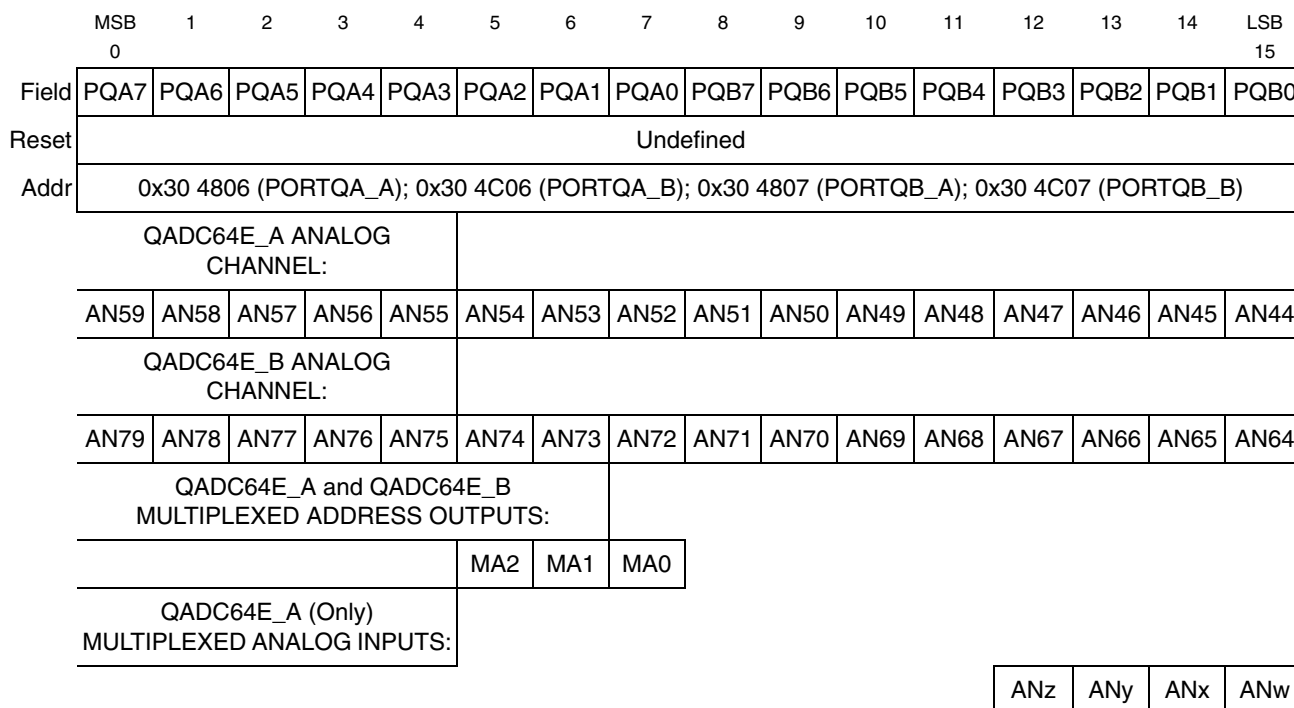 MSB 1 2 3 4 5 6 7 8 9 10 11 12 13 14 LSB
0 15
Field PQA7 PQA6 PQA5 PQA4 PQA3 PQA2 PQA1 PQA0 PQB7 PQB6 PQB5 PQB4 PQB3 PQB2 PQB1 PQB0
Reset Undefined
Addr 0x30 4806 (PORTQA_A); 0x30 4C06 (PORTQA_B); 0x30 4807 (PORTQB_A); 0x30 4C07 (PORTQB_B)
QADC64E_A ANALOG
CHANNEL:
AN59 AN58 AN57 AN56 AN55 AN54 AN53 AN52 AN51 AN50 AN49 AN48 AN47 AN46 AN45 AN44
QADC64E_B ANALOG
CHANNEL:
AN79 AN78 AN77 AN76 AN75 AN74 AN73 AN72 AN71 AN70 AN69 AN68 AN67 AN66 AN65 AN64
QADC64E_A and QADC64E_B
MULTIPLEXED ADDRESS OUTPUTS:
MA2 MA1 MA0
QADC64E_A (Only)
MULTIPLEXED ANALOG INPUTS:
ANz ANy ANx ANw